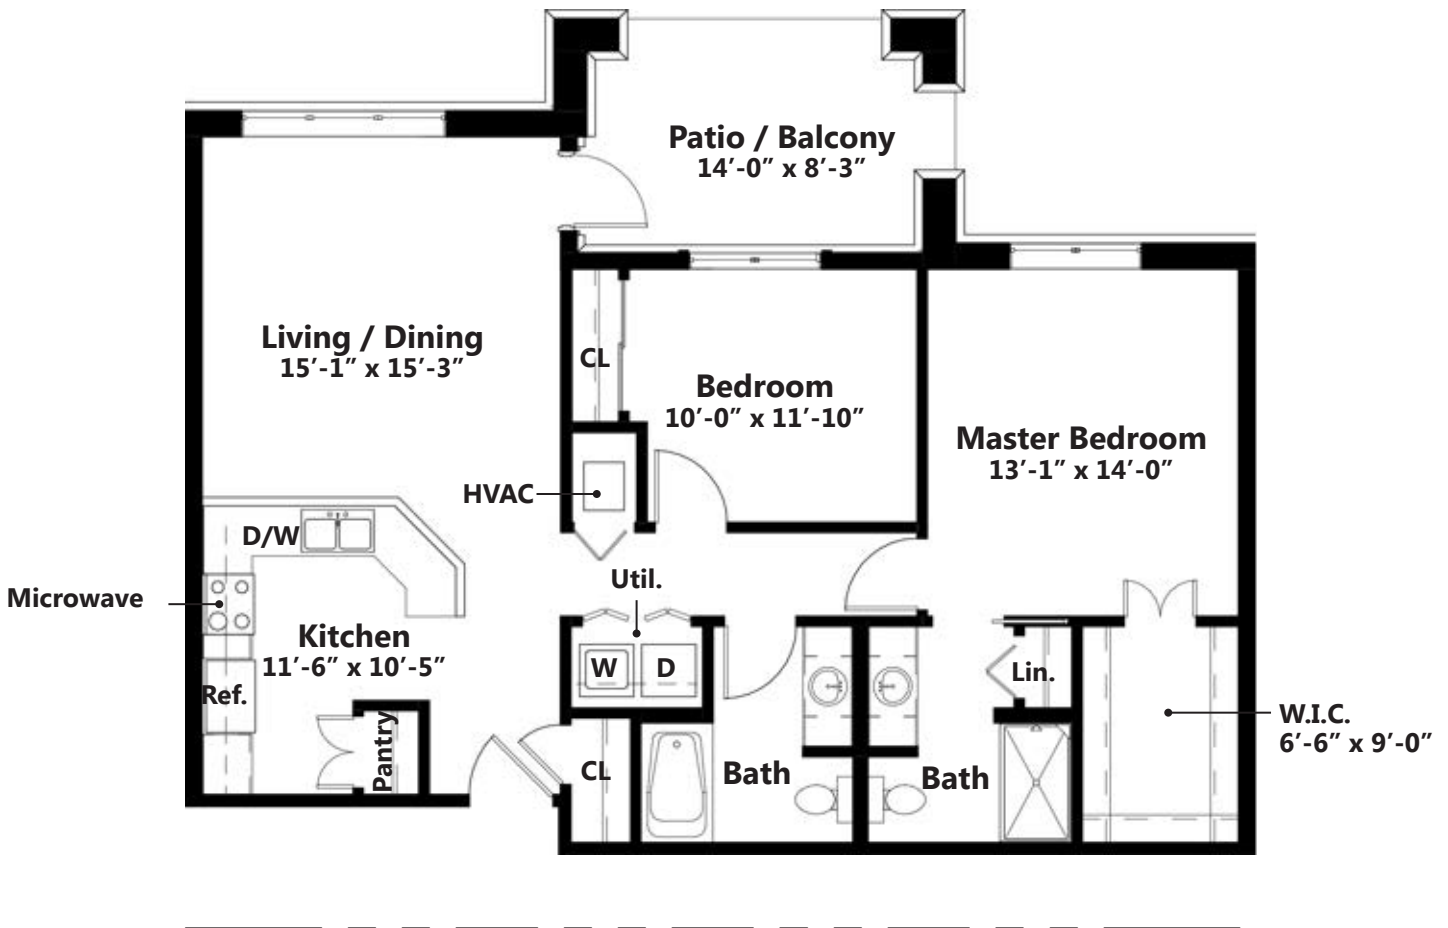 Patio / Balcony
14’-0” x 8’-3”
Living / Dining
15’-1” x 15’-3”
CL
Bedroom
10’-0” x 11’-10”
Master Bedroom
13’-1” x 14’-0”
HVAC
D/W
Util.
Microwave
Kitchen
11’-6” x 10’-5”
W
D
Lin.
Ref.
Pantry
W.I.C.
6’-6” x 9’-0”
CL
Bath
Bath